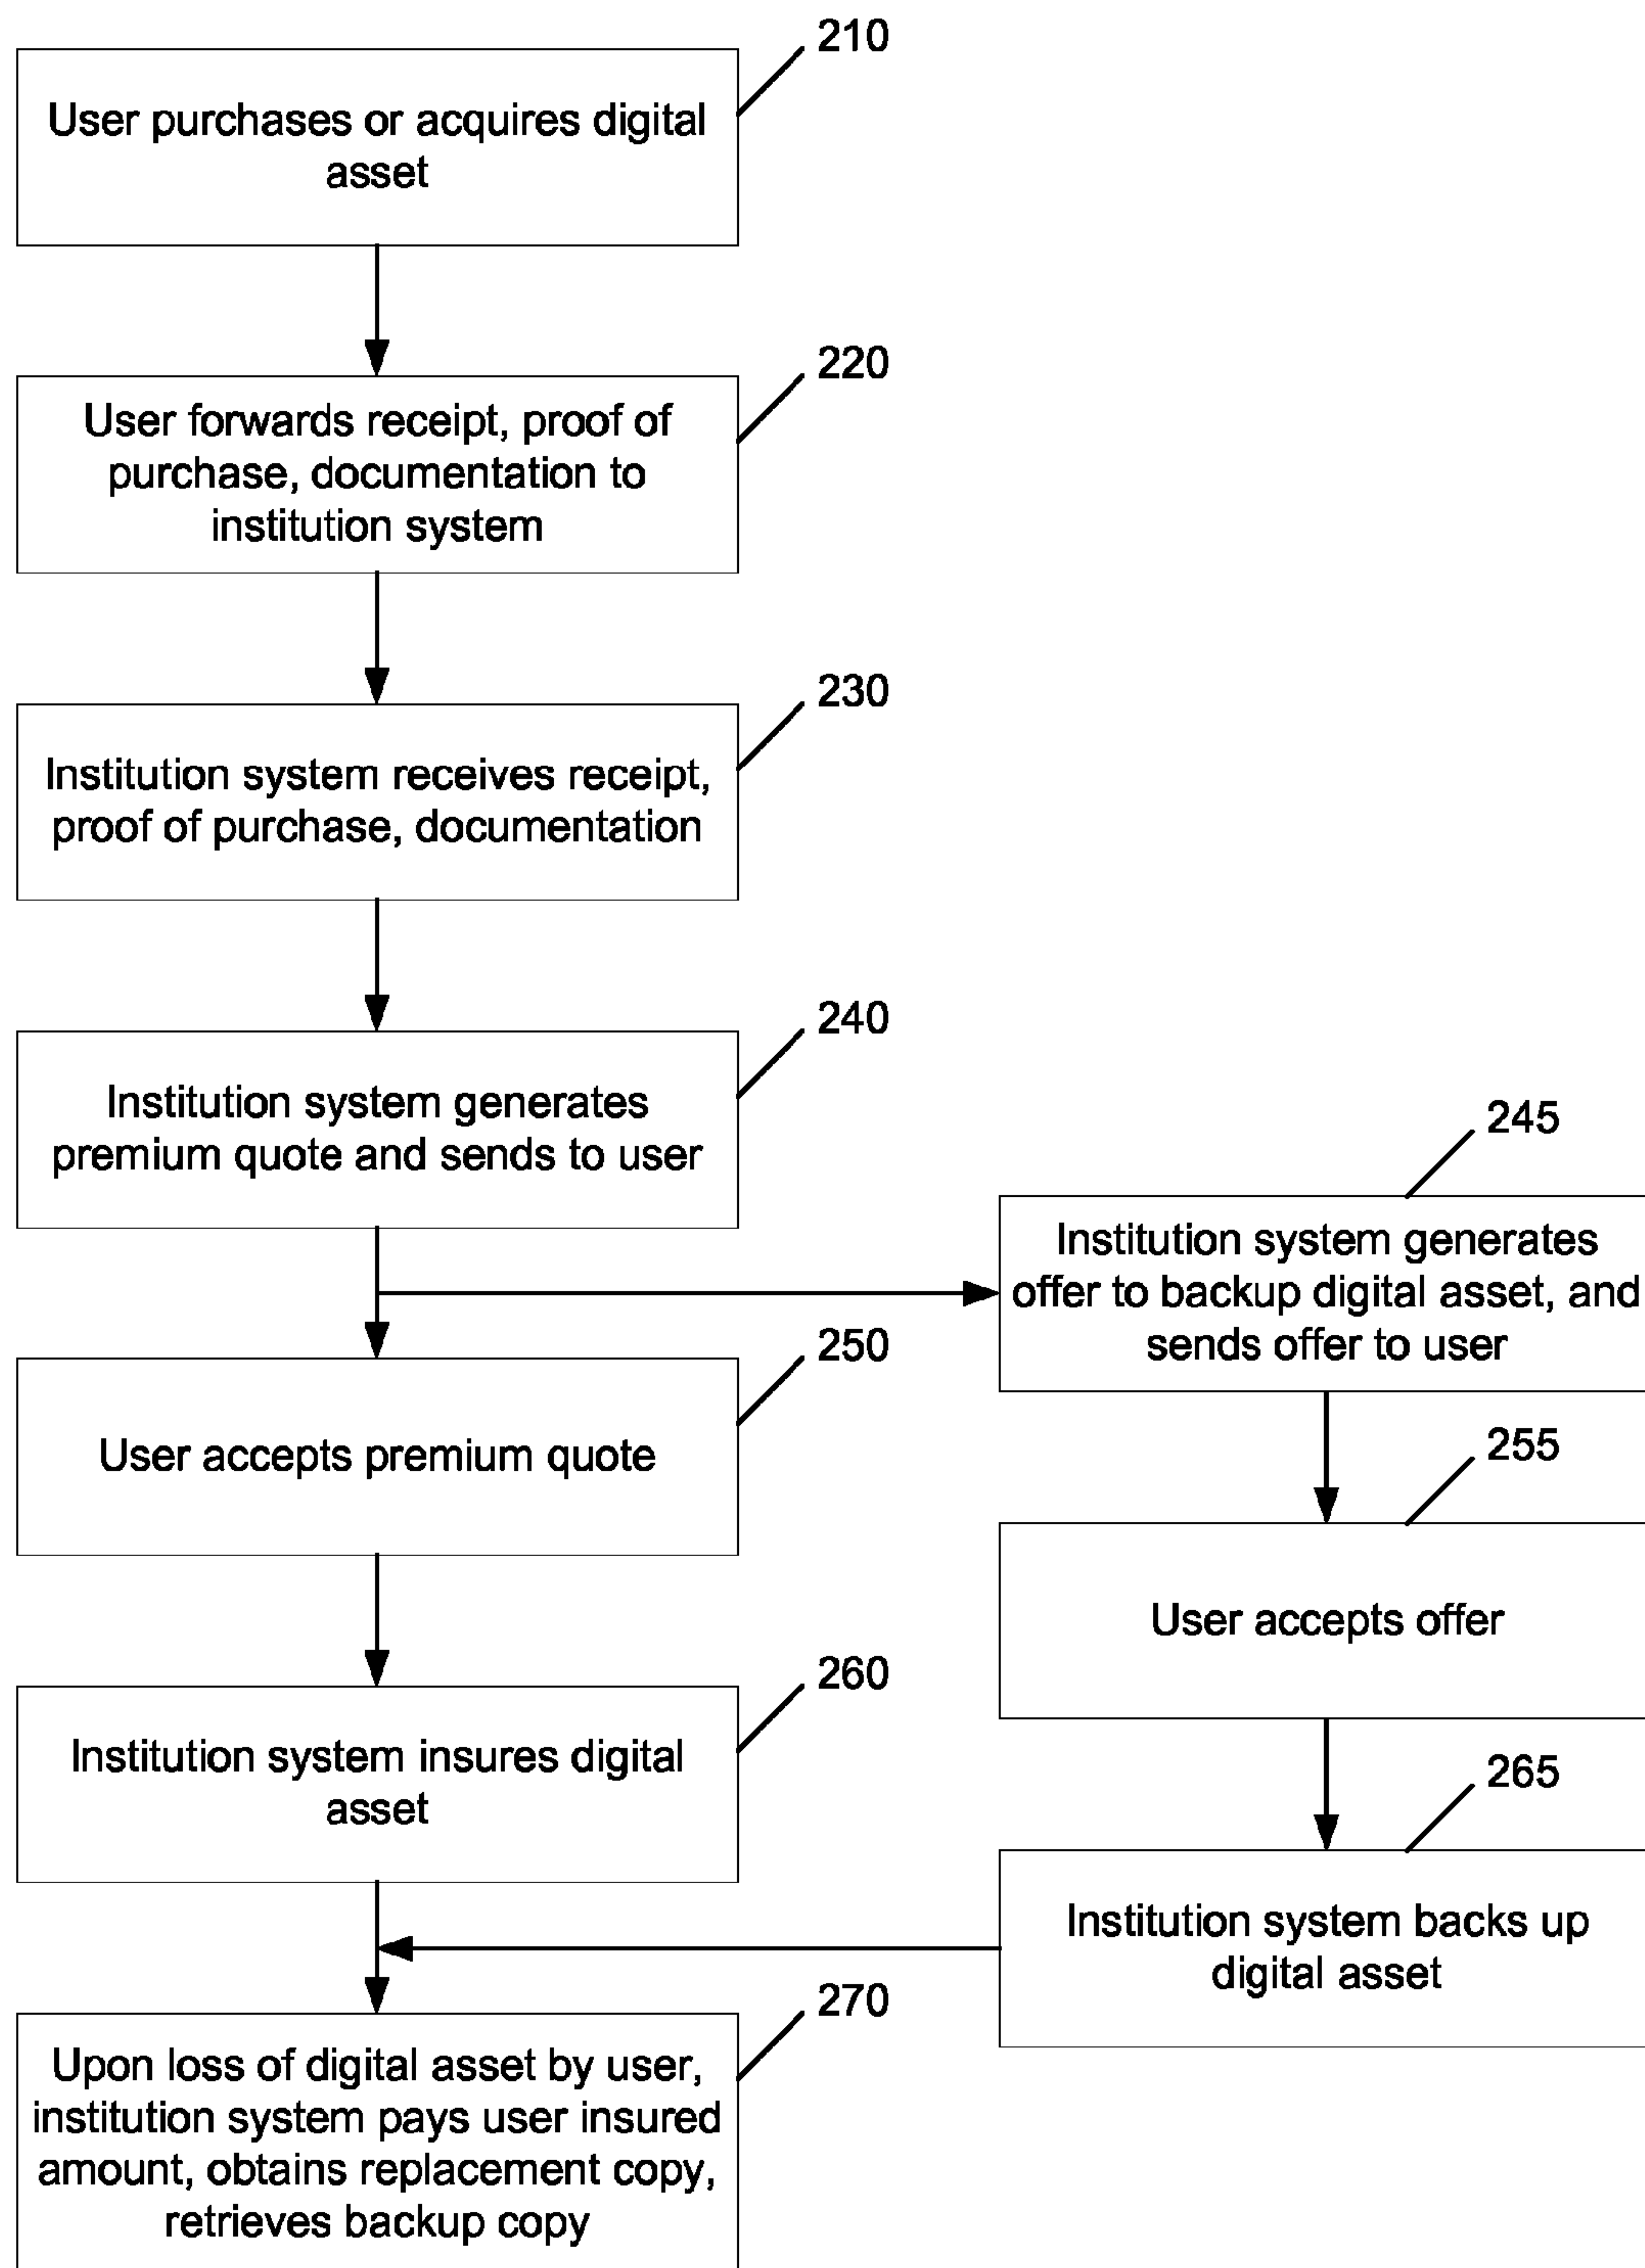 210
User purchases or acquires digital
asset
220
User forwards receipt, proof of
purchase, documentation to
institution system
230
Institution system receives receipt,
proof of purchase, documentation
240
Institution system generates
premium quote and sends to user
245
Institution system generates
offer to backup digital asset, and
sends offer to user
250
User accepts premium quote
255
User accepts offer
260
Institution system insures digital
asset
265
Institution system backs up
digital asset
270
Upon loss of digital asset by user,
institution system pays user insured
amount, obtains replacement copy,
retrieves backup copy